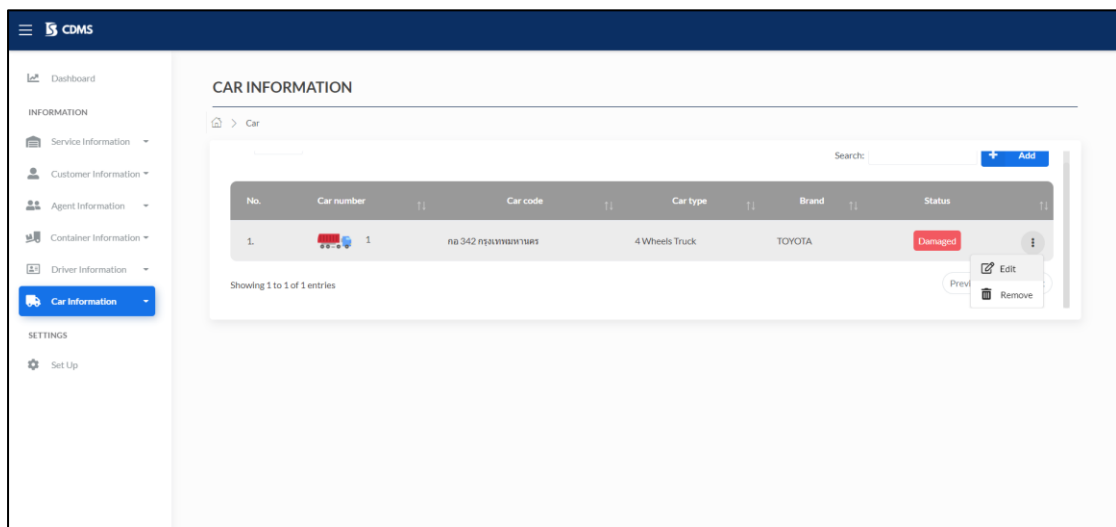 CDMS
Dashboard
CAR INFORMATION
INFORMATION
Car
Service Information
Search:
+ Add
Customer Information
No. Car number Car code Car type Brand Status
Agent Information
Container Information
1. 1 กอ 342 กรุงเทพมหานคร 4 Wheels Truck TOYOTA Damaged
Driver Information
Edit
Showing 1 to 1 of 1 entries
Previ
Remove
Car Information
SETTINGS
Set Up